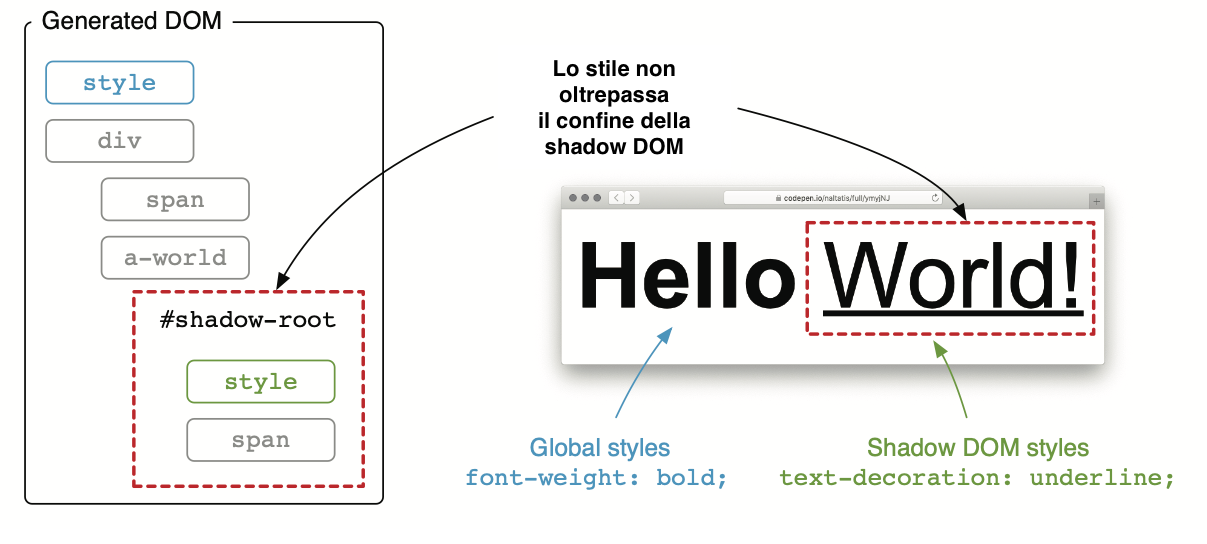 Generated DOM
style
div
span
a-world
#shadow-root
style
span
Lo stile non
oltrepassa
il confine della
shadow DOM
codepen.io/naltatis/full/ymyjNJ
Hello World!
Global styles
font-weight: bold;
Shadow DOM styles
text-decoration: underline;